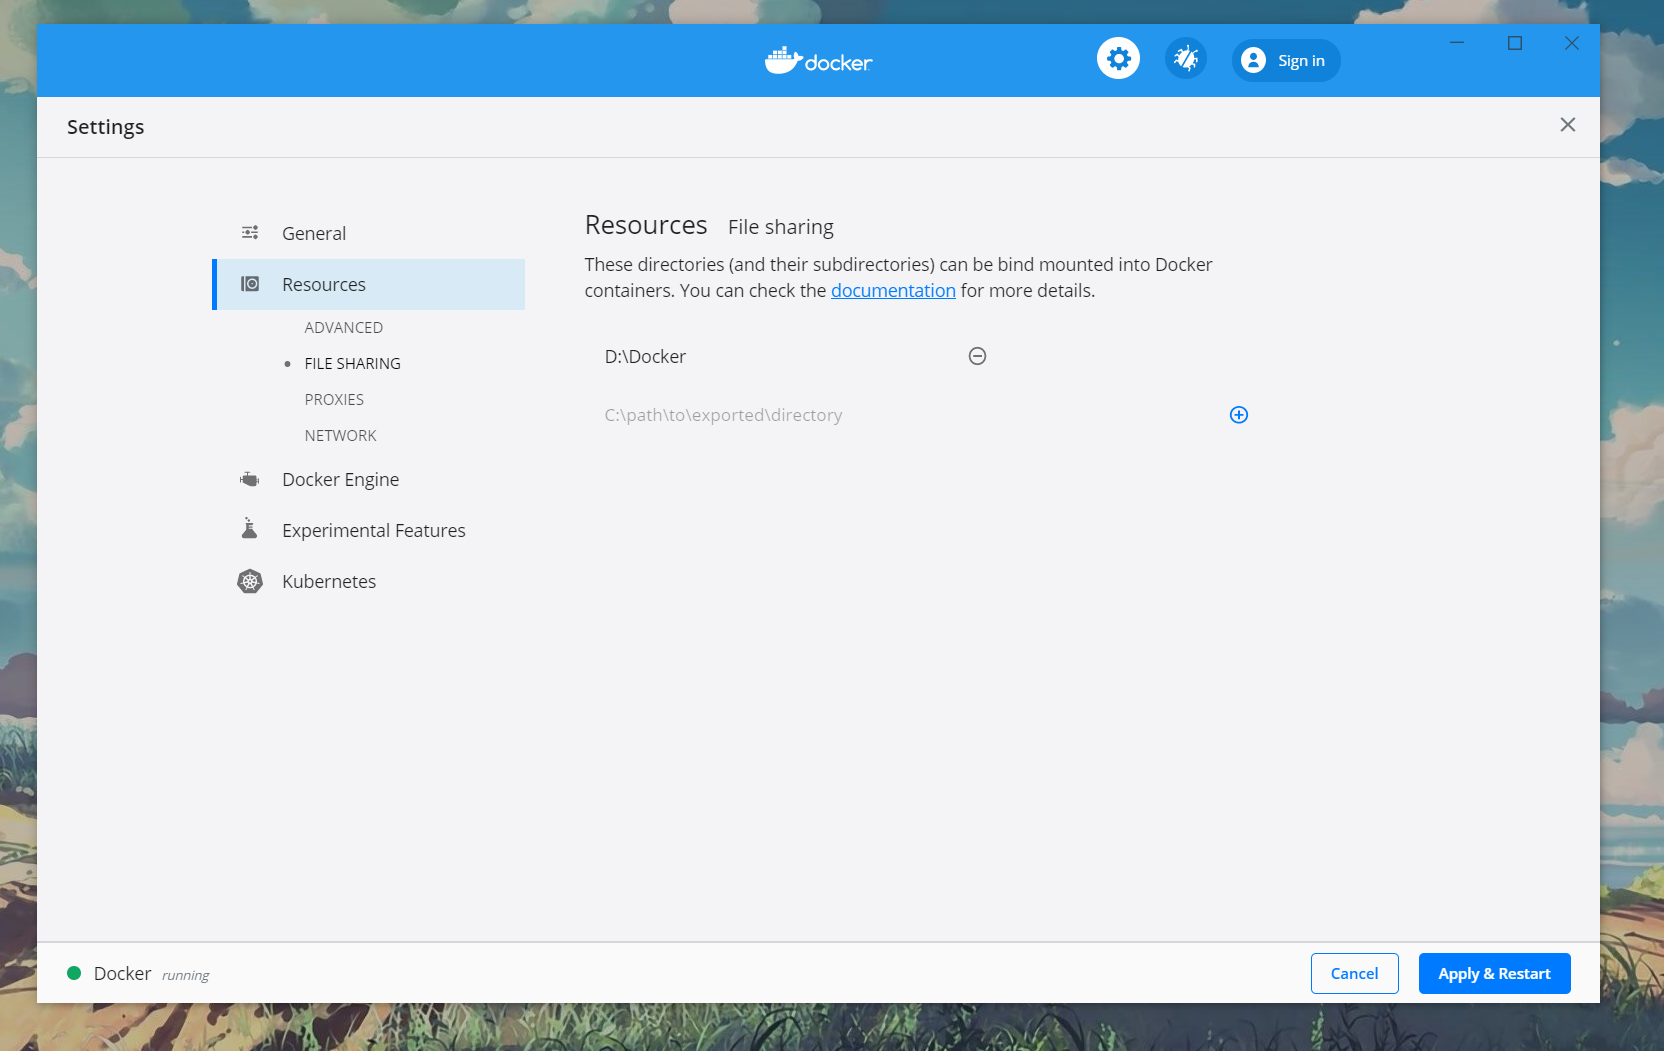 docker
Sign in
Settings
General
Resources
ADVANCED
FILE SHARING
PROXIES
NETWORK
Docker Engine
Experimental Features
Kubernetes
Resources File sharing
These directories (and their subdirectories) can be bind mounted into Docker
containers. You can check the documentation for more details.
D:\Docker
C:\path\to\exported\directory
Docker running
Cancel
Apply & Restart